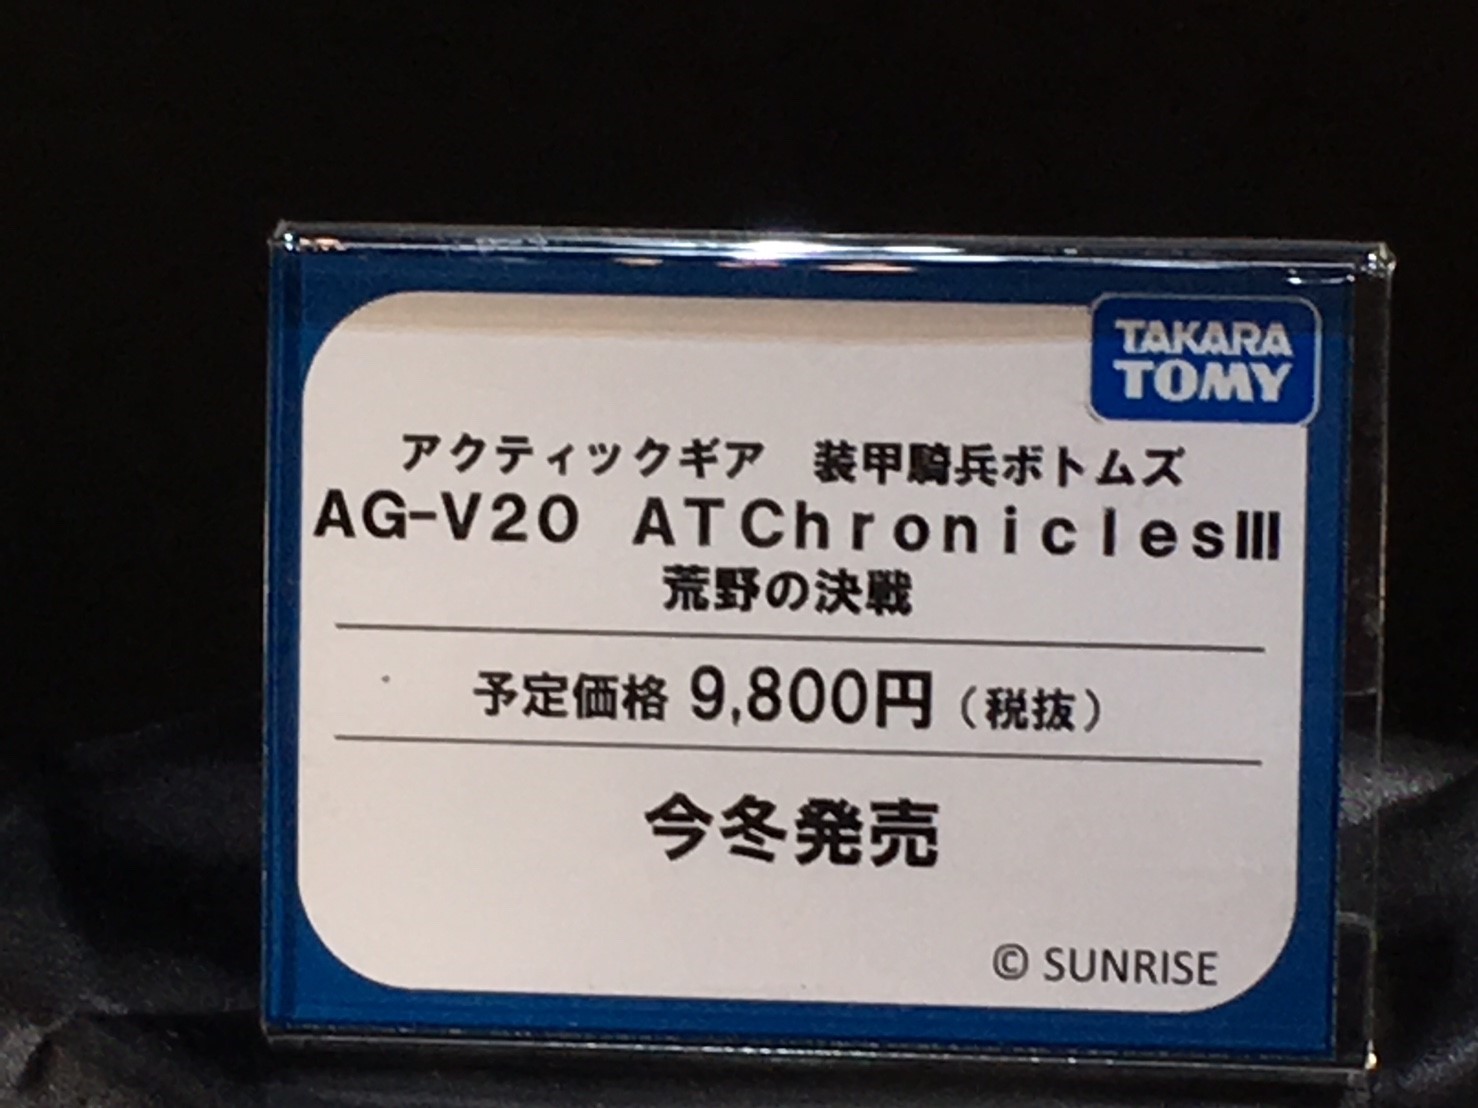 TAKARA
TOMY
アクティックギア　装甲騎兵ボトムズ
AG-V20　ATChroniclesⅢ
荒野の決戦
予定価格 9,800円（税抜）
今冬発売
© SUNRISE